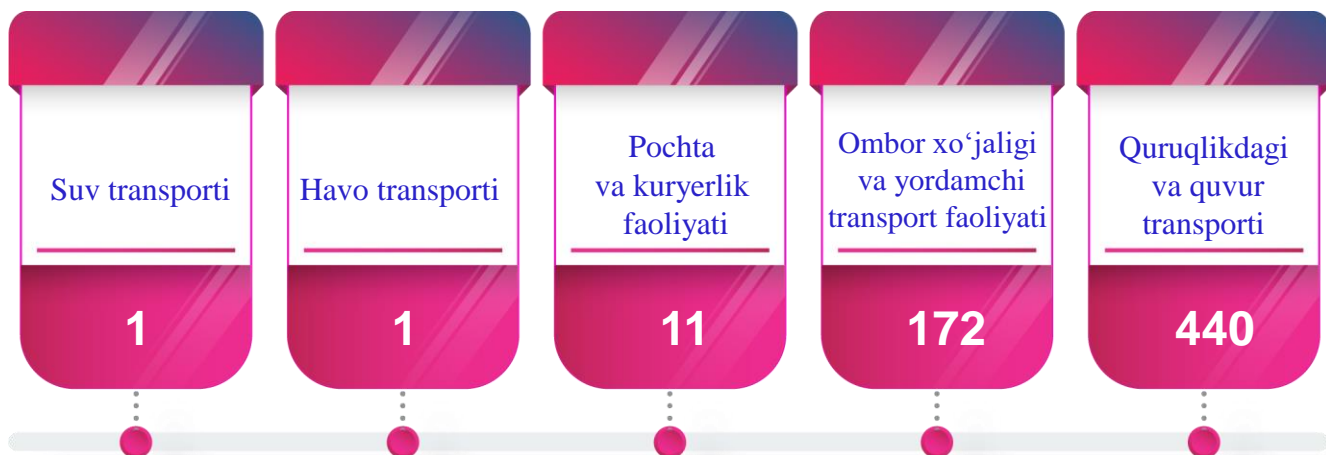 Suv transporti
1
Havo transporti
1
Pochta
va kuryerlik
faoliyati
11
Ombor xo‘jaligi
va yordamchi
transport faoliyati
172
Quruqlikdagi
va quvur
transporti
440